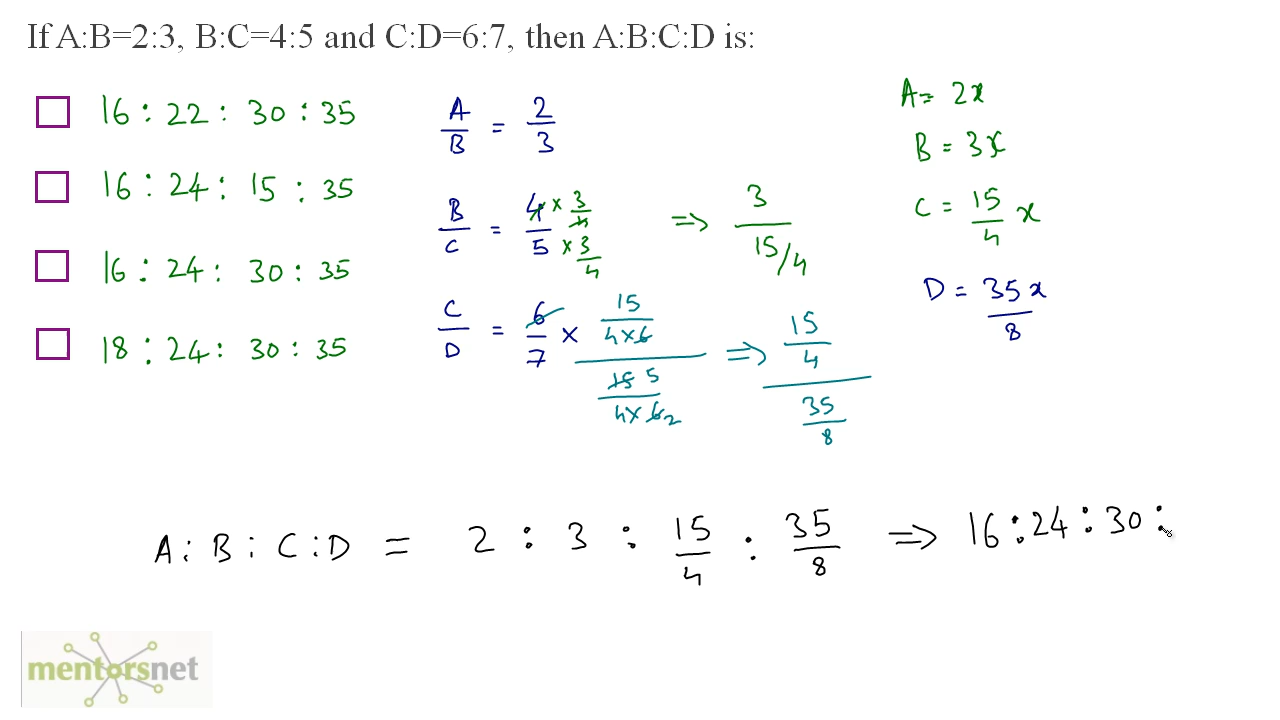 If A:B=2:3, B:C=4:5 and C:D=6:7, then A:B:C:D is:
16 : 22 : 30 : 35
16 : 24 : 15 : 35
16 : 24 : 30 : 35
18 : 24 : 30 : 35
A/B = 2/3
B/C = 4/5 × 3/4 × 3/4 => 3/(15/4)
C/D = 6/7 × (15/4×6)/(15 5/4×6 2) => (15/4)/(35/8)
A = 2x
B = 3x
C = 15/4 x
D = 35x/8
A : B : C : D = 2 : 3 : 15/4 : 35/8 => 16 : 24 : 30 :
mentorsnet